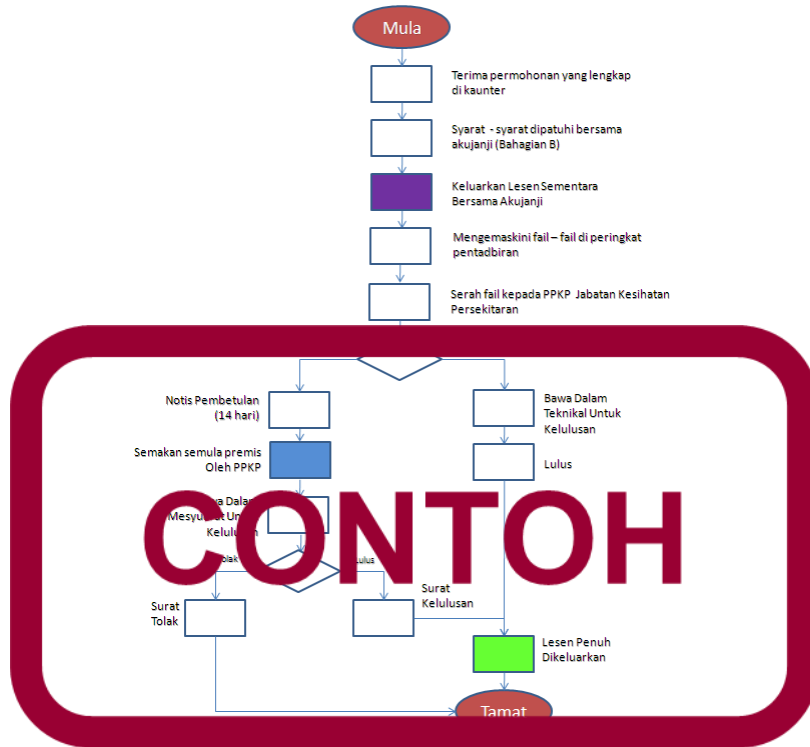 Mula
Terima permohonan yang lengkap
di kaunter
Syarat - syarat dipatuhi bersama
akujanji (Bahagian B)
Keluarkan Lesen Sementara
Bersama Akujanji
Mengemaskini fail – fail di peringkat
pentadbiran
Serah fail kepada PPKP Jabatan Kesihatan
Persekitaran
Notis Pembetulan
(14 hari)
Bawa Dalam
Teknikal Untuk
Kelulusan
Semakan semula premis
Oleh PPKP
Lulus
Dalam
Kelulusan
CONTOH
Lulus
Surat
Tolak
Surat
Kelulusan
Lesen Penuh
Dikeluarkan
Tamat